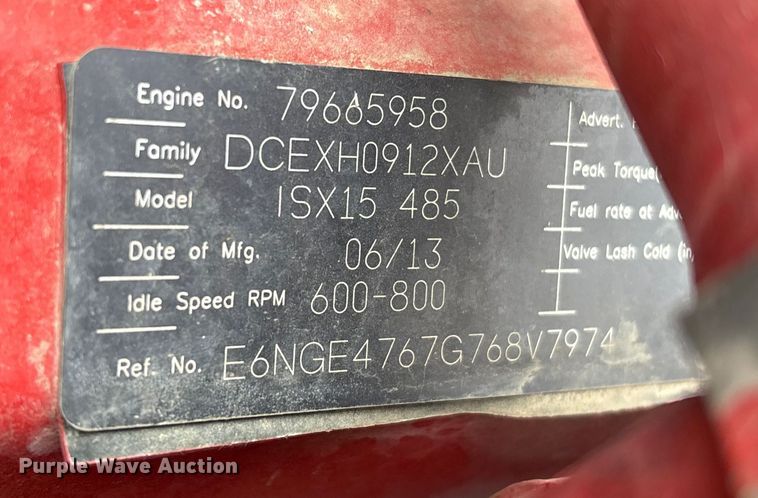 Engine No. 79665958
Family DCEXH0912XAU
Model ISX15 485
Date of Mfg. 06/13
Idle Speed RPM 600-800
Ref. No. E6NGE4767G768V7974
Advert.
Peak Torque
Fuel rate at
Valve Lash Cold (in
Purple Wave Auction